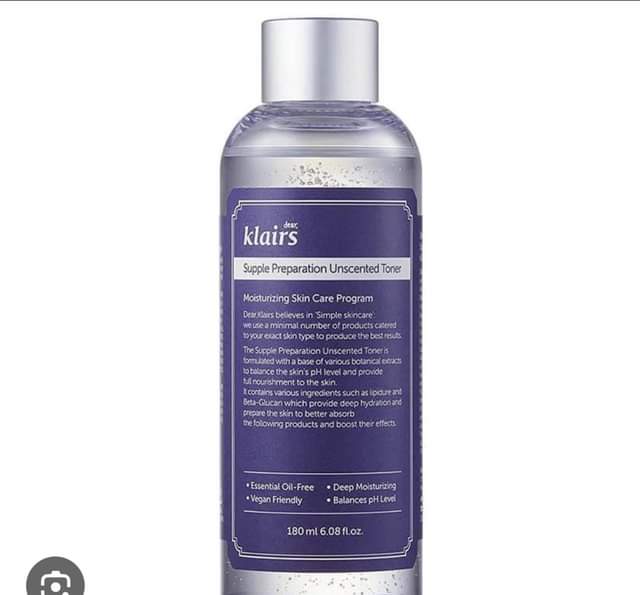 dear,
klairs
Supple Preparation Unscented Toner
Moisturizing Skin Care Program
Dear,Klairs believes in 'Simple skincare'
we use a minimal number of products catered
to your exact skin type to produce the best results.
The Supple Preparation Unscented Toner is
formulated with a base of various botanical extracts
to balance the skin's pH level and provide
full nourishment to the skin.
It contains various ingredients such as lipidure and
Beta-Glucan which provide deep hydration and
prepare the skin to better absorb
the following products and boost their effects.
• Essential Oil-Free • Deep Moisturizing
• Vegan Friendly • Balances pH Level
180 ml 6.08 fl.oz.